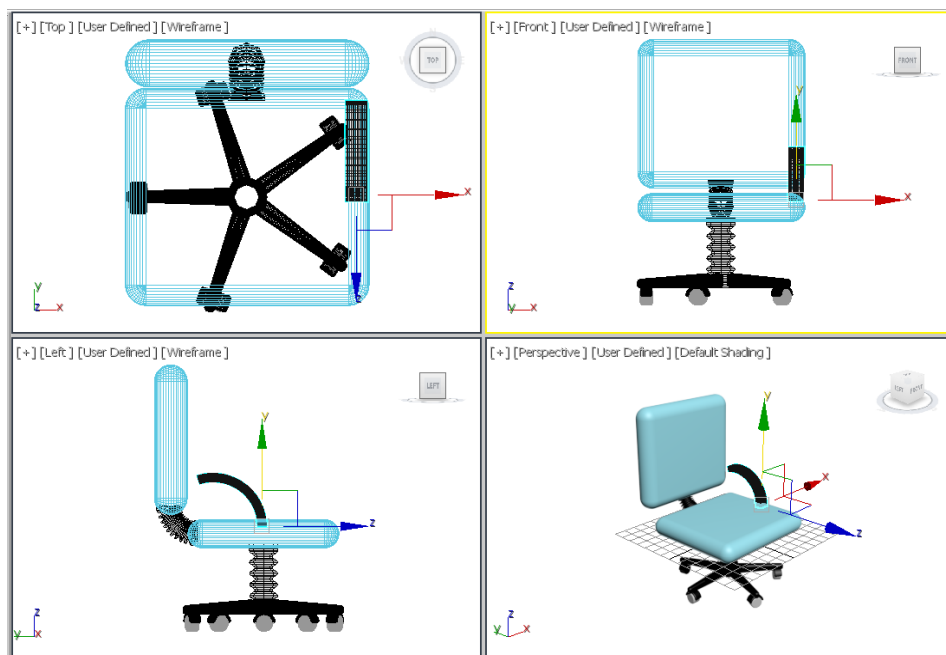 [+] [Top] [User Defined] [Wireframe]
TOP
x
z
y
z
x
[+] [Front] [User Defined] [Wireframe]
FRONT
y
x
z
y
x
[+] [Left] [User Defined] [Wireframe]
LEFT
y
z
z
y
x
[+] [Perspective] [User Defined] [Default Shading]
FRONT
y
x
z
z
y
x